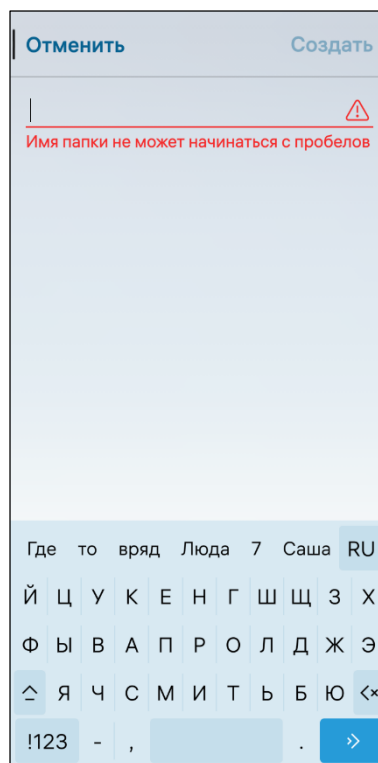 Отменить Создать
Имя папки не может начинаться с пробелов
Где то вряд Люда 7 Саша RU
Й Ц У К Е Н Г Ш Щ З Х
Ф Ы В А П Р О Л Д Ж Э
Я Ч С М И Т Ь Б Ю
!123 - , .